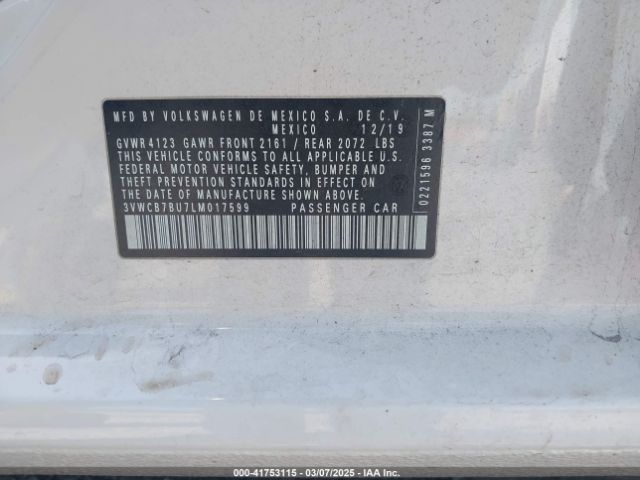 MFD BY VOLKSWAGEN DE MEXICO S.A. DE C.V.
MEXICO 12/19
GVWR 4123 GAWR FRONT 2161 / REAR 2072 LBS
THIS VEHICLE CONFORMS TO ALL APPLICABLE U.S.
FEDERAL MOTOR VEHICLE SAFETY, BUMPER AND
THEFT PREVENTION STANDARDS IN EFFECT ON
THE DATE OF MANUFACTURE SHOWN ABOVE.
3VWCB7BU7LM017599 PASSENGER CAR
0221596 3387 M
000-41753115 - 03/07/2025 - IAA Inc.